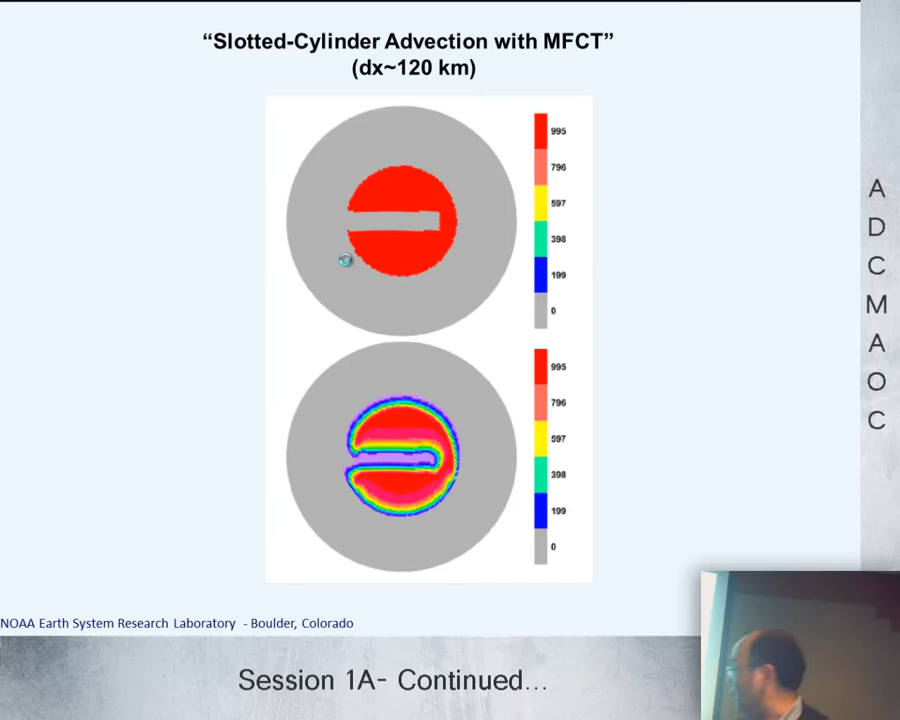 “Slotted-Cylinder Advection with MFCT”
(dx~120 km)
995
796
597
398
199
0
995
796
597
398
199
0
NOAA Earth System Research Laboratory - Boulder, Colorado
Session 1A- Continued...
A
D
C
M
A
O
C